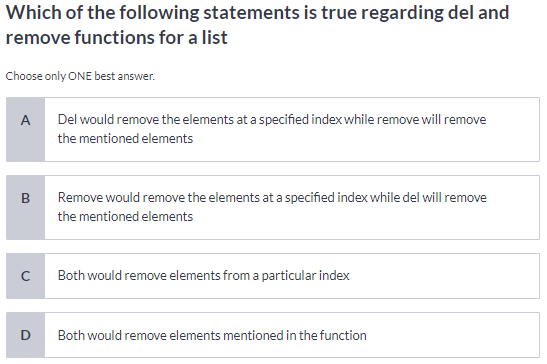 Which of the following statements is true regarding del and
remove functions for a list
Choose only ONE best answer.
A
Del would remove the elements at a specified index while remove will remove
the mentioned elements
B
Remove would remove the elements at a specified index while del will remove
the mentioned elements
C
Both would remove elements from a particular index
D
Both would remove elements mentioned in the function